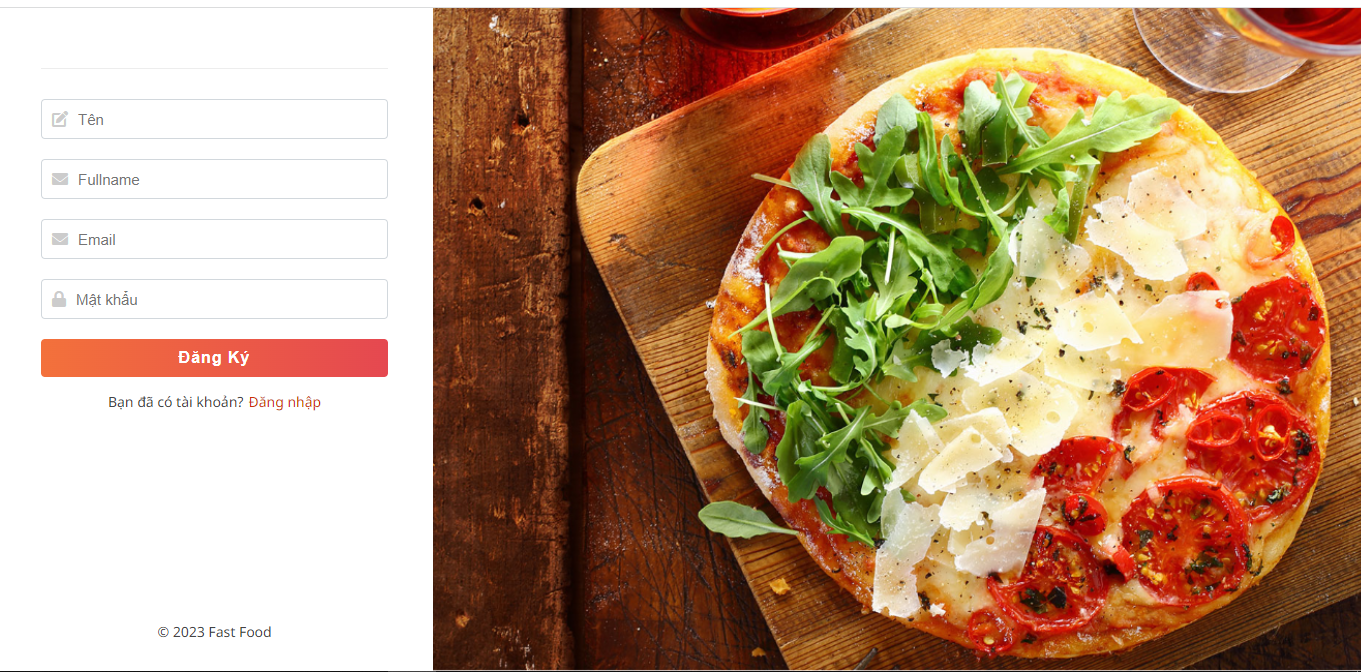 Tên
Fullname
Email
Mật khẩu
Đăng Ký
Bạn đã có tài khoản? Đăng nhập
© 2023 Fast Food